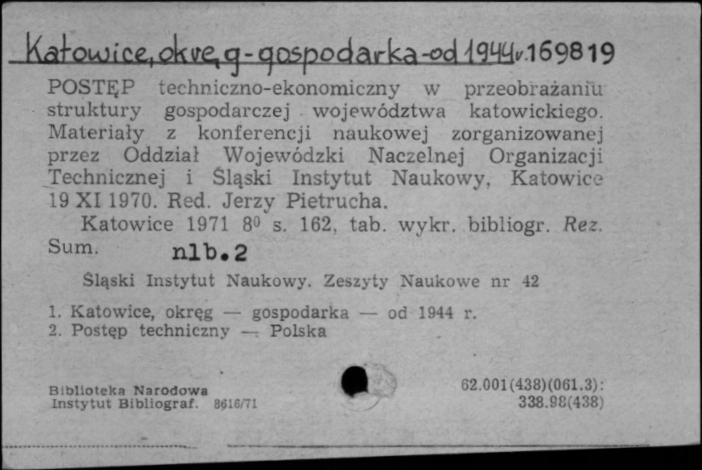 Katowice, okręg - gospodarka - od 1944 r. 169819
POSTĘP techniczno-ekonomiczny w przeobrażaniu
struktury gospodarczej województwa katowickiego.
Materiały z konferencji naukowej zorganizowanej
przez Oddział Wojewódzki Naczelnej Organizacji
Technicznej i Śląski Instytut Naukowy, Katowice
19 XI 1970. Red. Jerzy Pietrucha.
Katowice 1971 8⁰ s. 162, tab. wykr. bibliogr. Rez.
Sum. nlb. 2
Śląski Instytut Naukowy. Zeszyty Naukowe nr 42
1. Katowice, okręg — gospodarka — od 1944 r.
2. Postęp techniczny — Polska
Biblioteka Narodowa 62.001(438)(061.3):
Instytut Bibliograf. 8616/71 338.98(438)